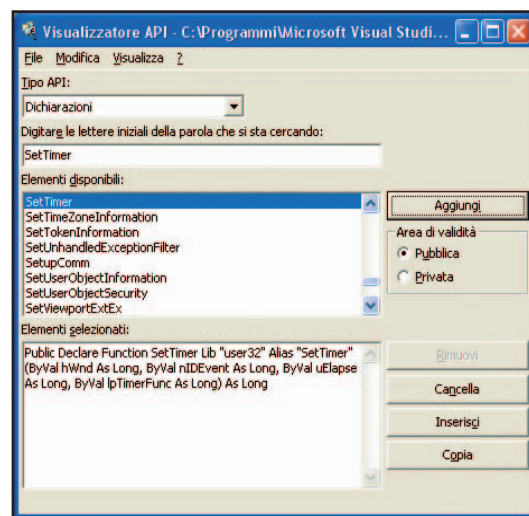 Visualizzatore API - C:\Programmi\Microsoft Visual Studi...
File Modifica Visualizza ?
Tipo API:
Dichiarazioni
Digitare le lettere iniziali della parola che si sta cercando:
SetTimer
Elementi disponibili:
SetTimer
SetTimeZoneInformation
SetTokenInformation
SetUnhandledExceptionFilter
SetupComm
SetUserObjectInformation
SetUserObjectSecurity
SetViewportExtEx
Aggiungi
Area di validità
Pubblica
Privata
Elementi selezionati:
Public Declare Function SetTimer Lib "user32" Alias "SetTimer"
(ByVal hWnd As Long, ByVal nIDEvent As Long, ByVal uElapse
As Long, ByVal lpTimerFunc As Long) As Long
Rimuovi
Cancella
Inserisci
Copia